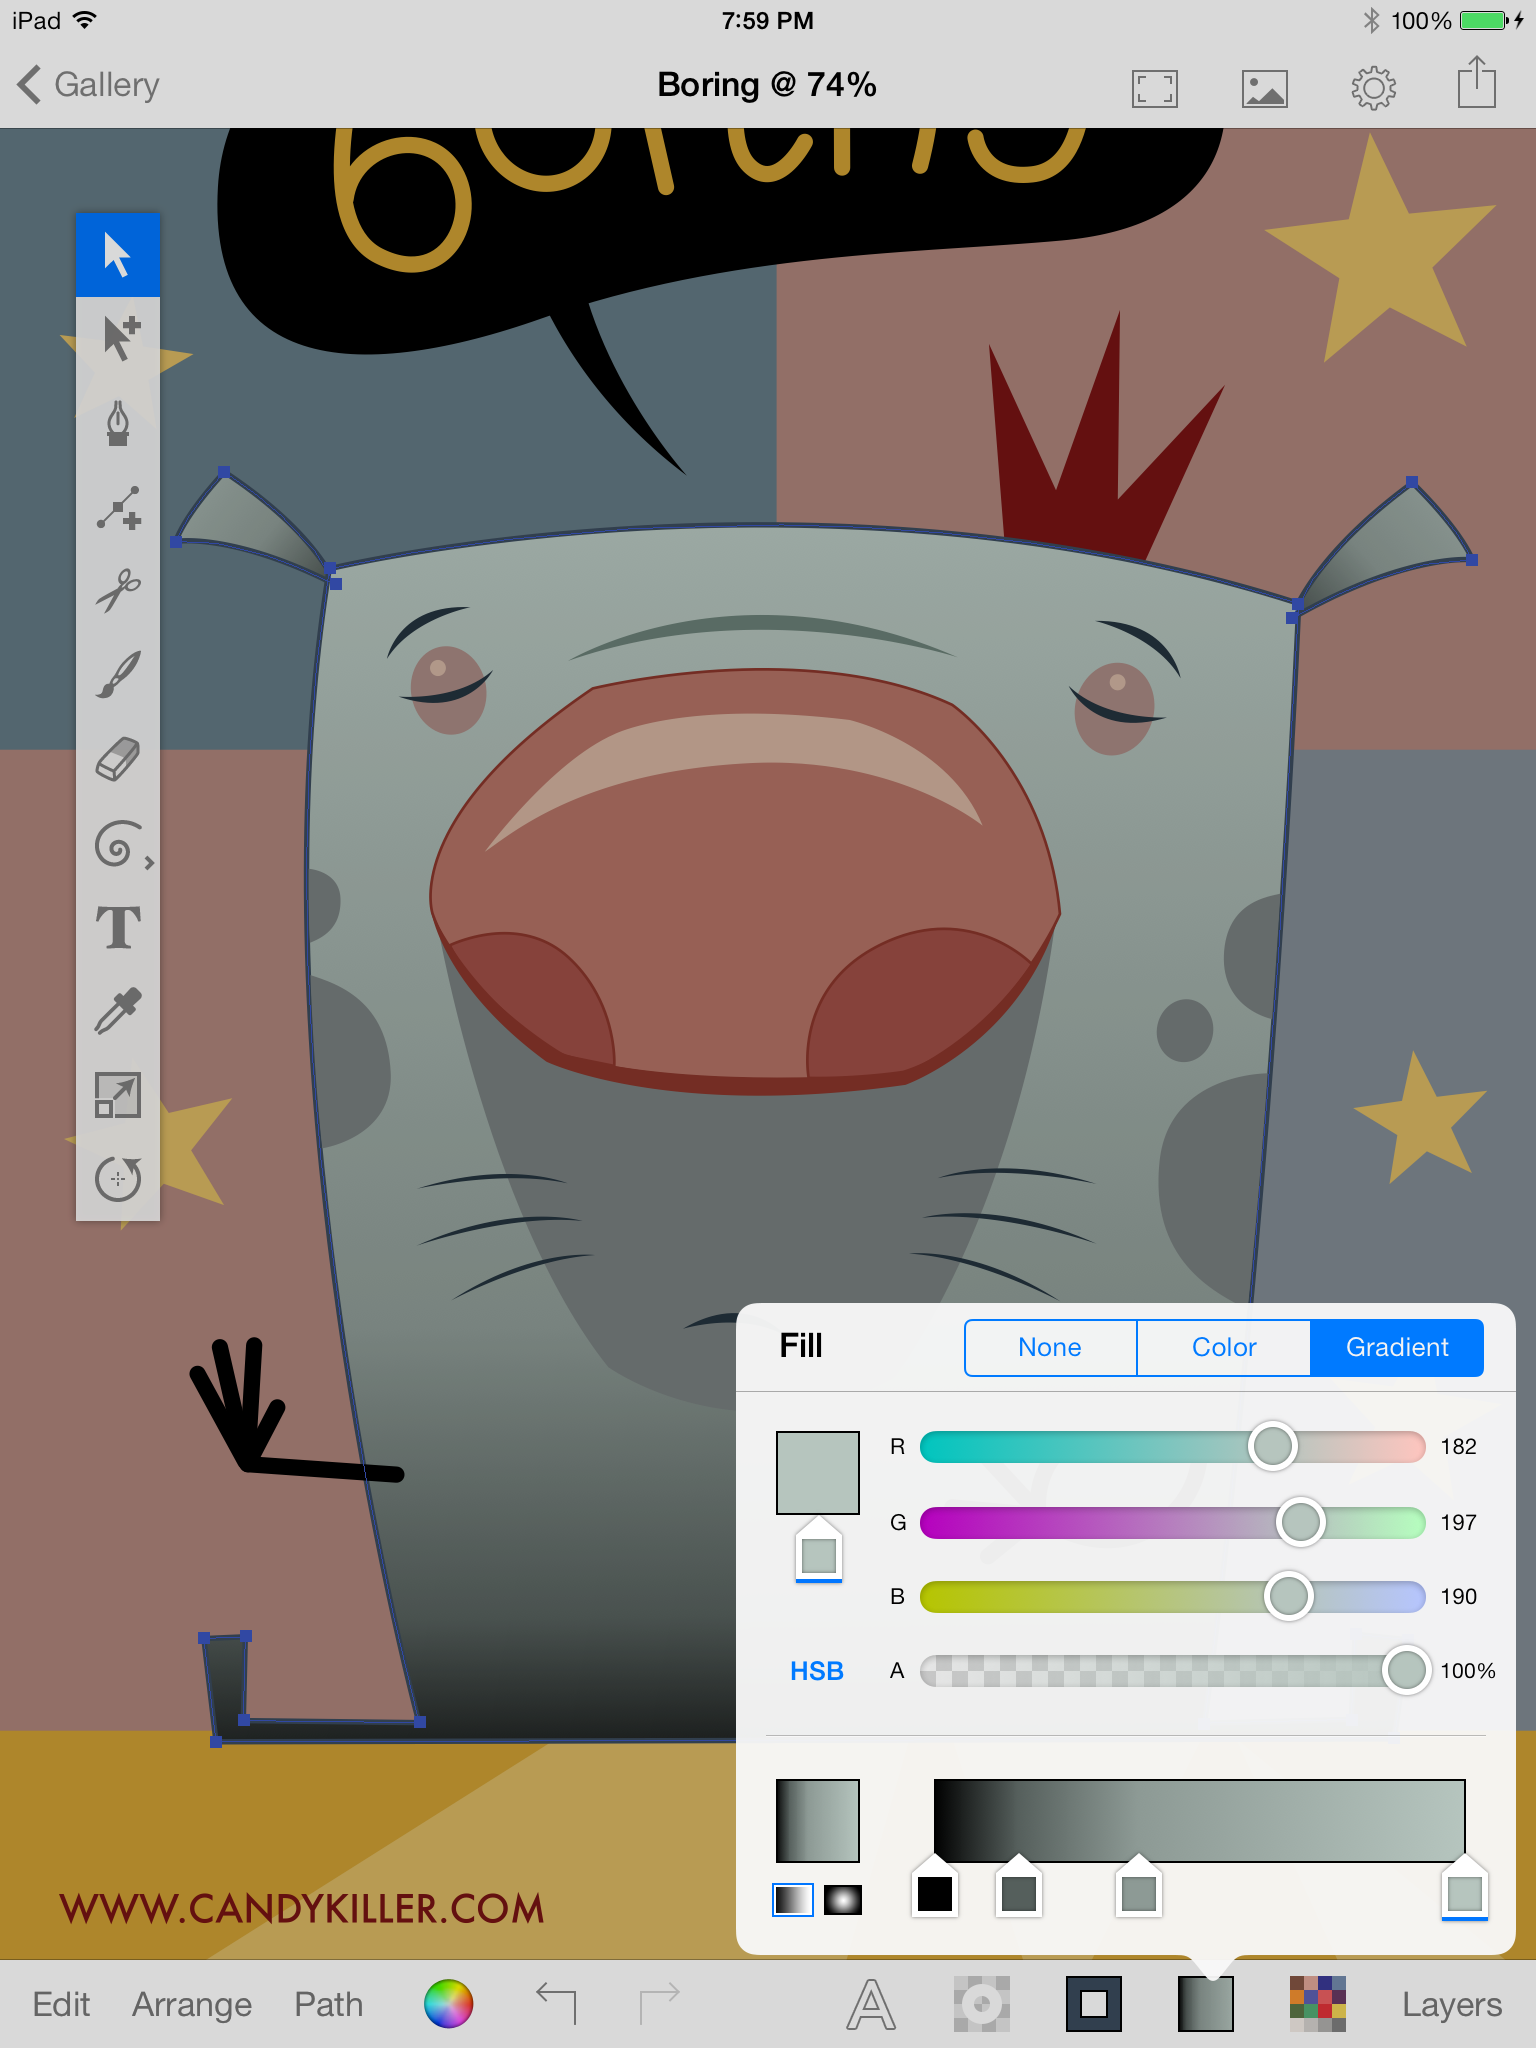 iPad 7:59 PM 100%
Gallery Boring @ 74%
T
Fill None Color Gradient
R 182
G 197
B 190
HSB A 100%
WWW.CANDYKILLER.COM
Edit Arrange Path A Layers